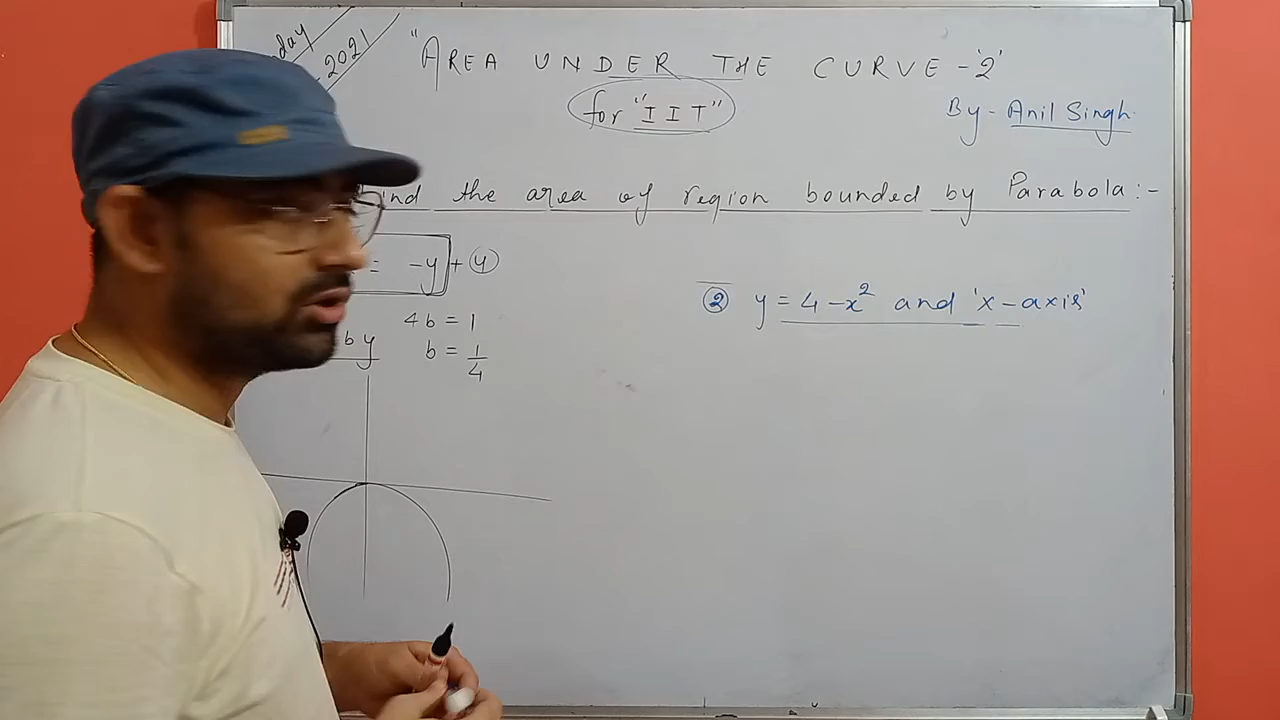 day
2021
"AREA UNDER THE CURVE - '2'
for "IIT"
By - Anil Singh
ind the area of region bounded by Parabola :-
= -y + 4
4b = 1
by b = 1/4
② y = 4 - x² and 'x-axis'